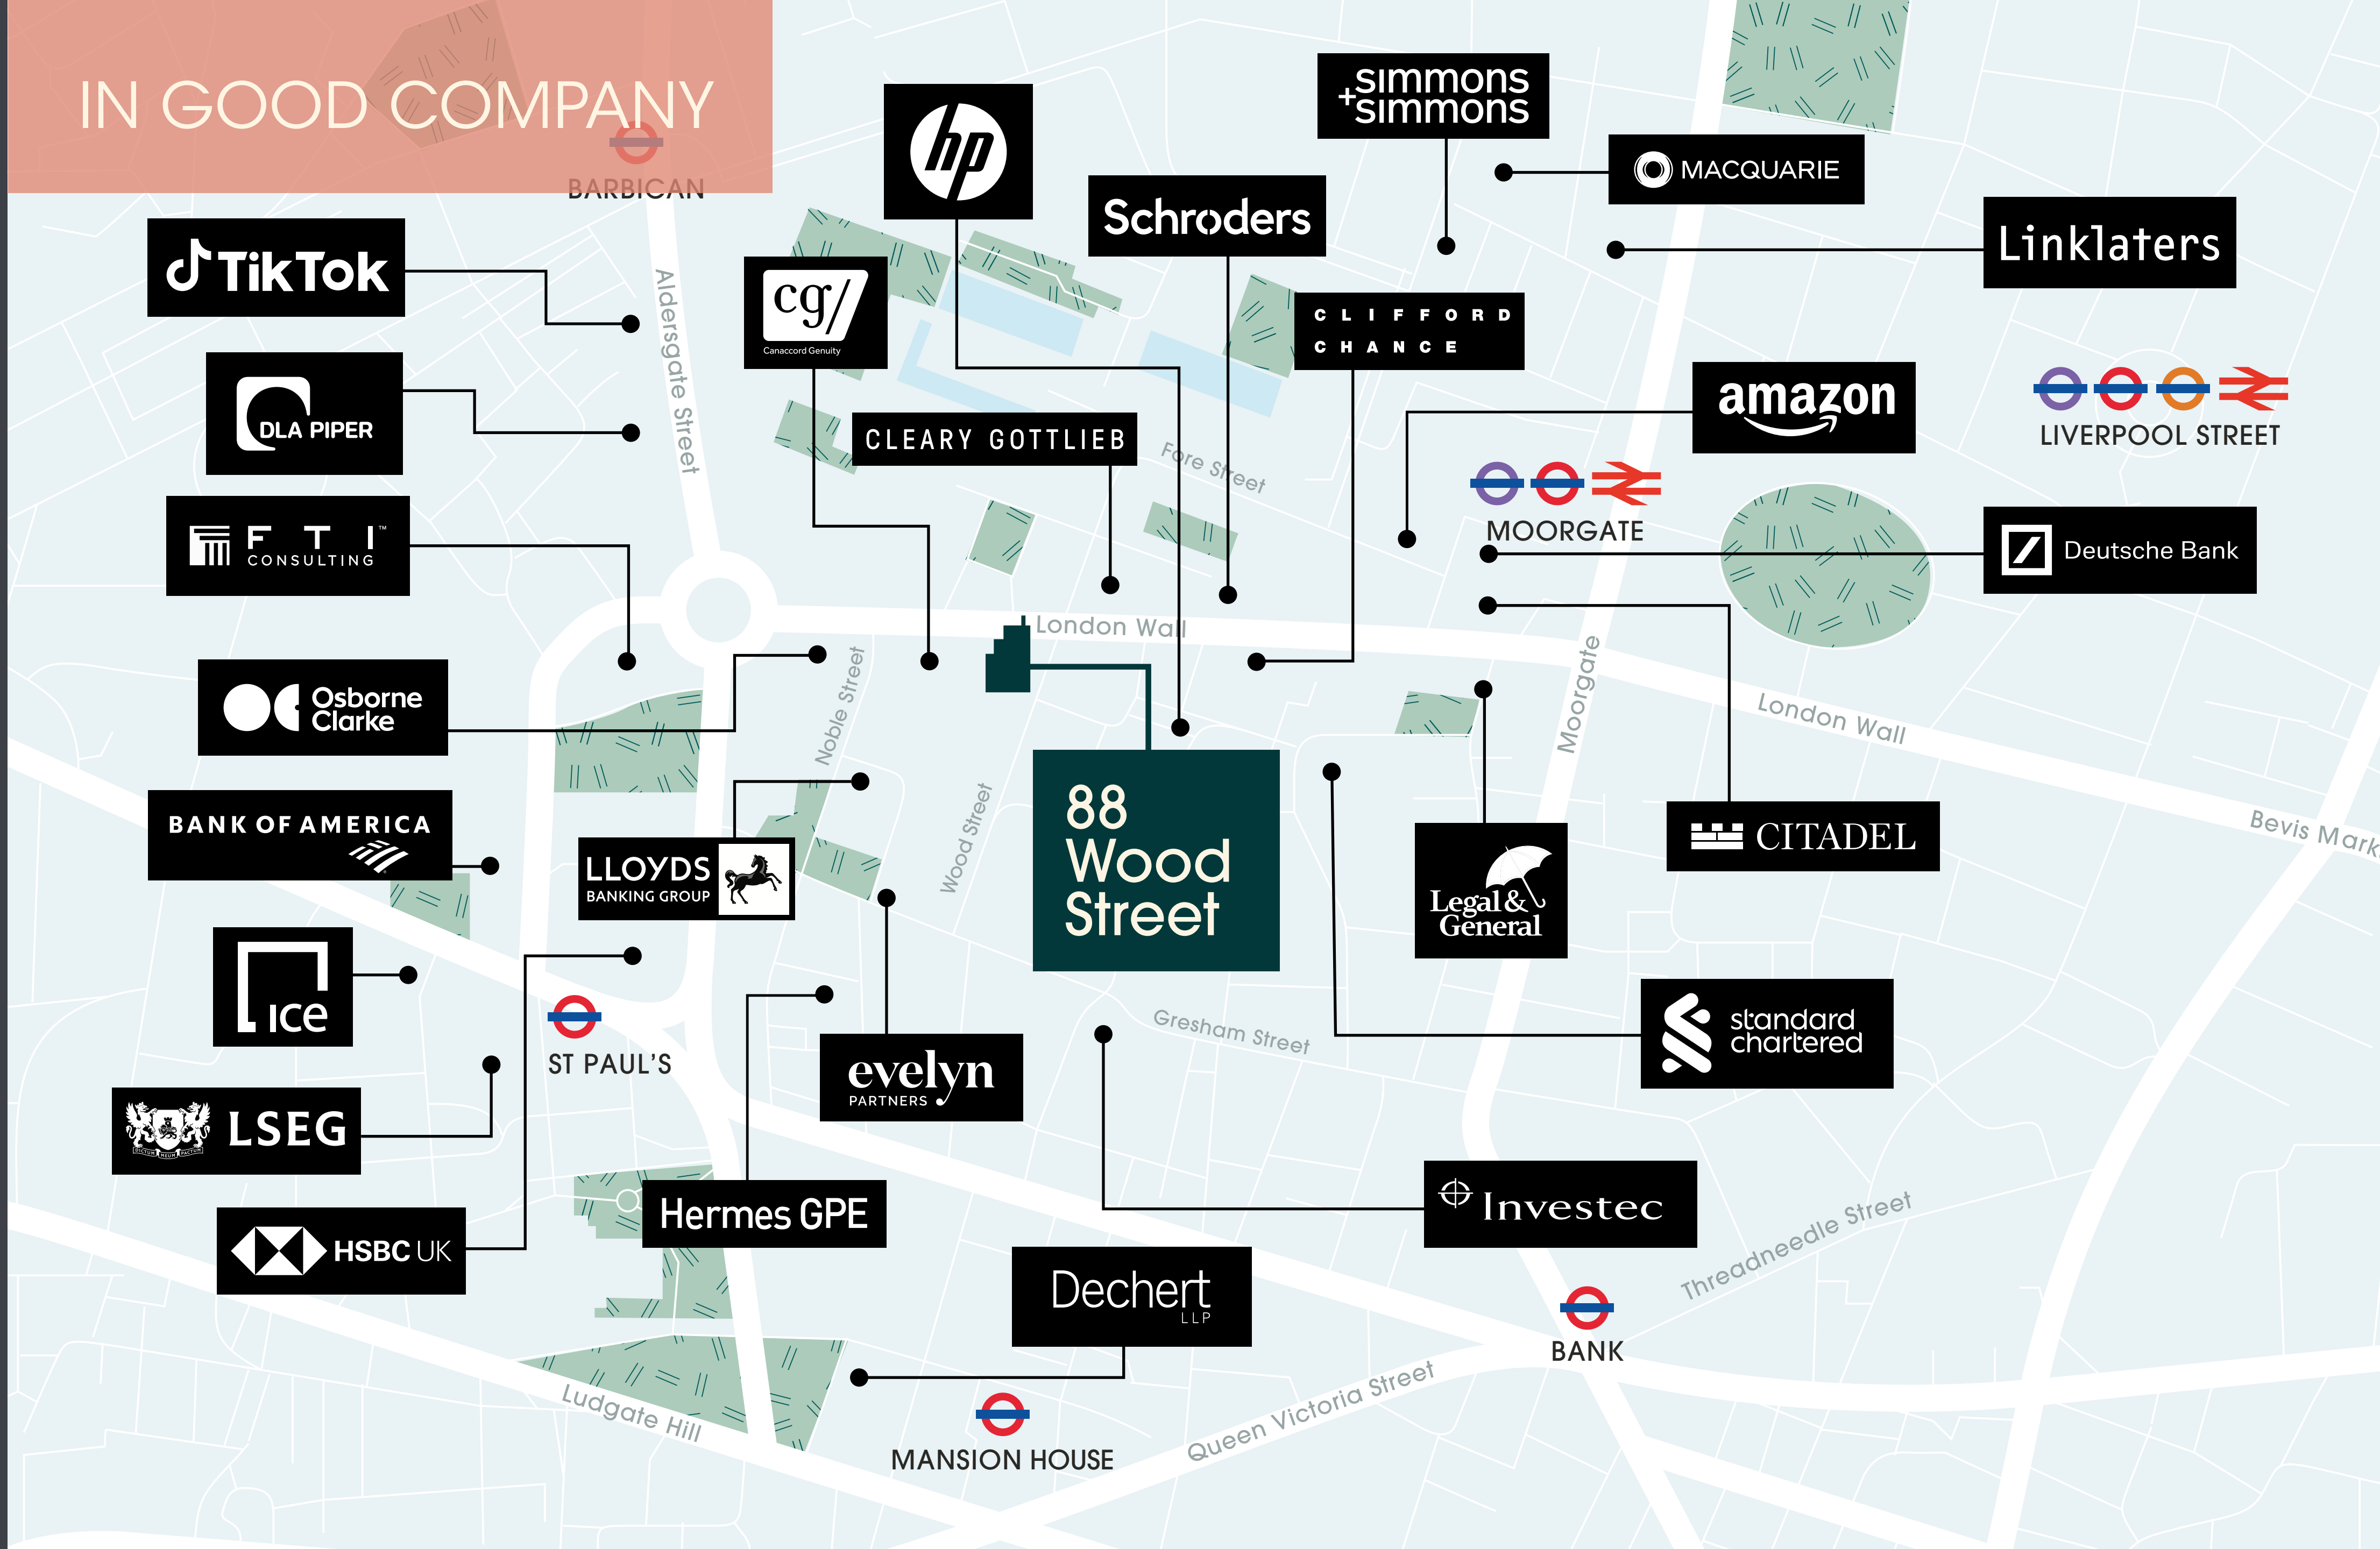 IN GOOD COMPANY
BARBICAN
hp
+simmons
simmons
MACQUARIE
Schroders
Linklaters
TikTok
cg/
Canaccord Genuity
CLIFFORD
CHANCE
Aldersgate Street
DLA PIPER
CLEARY GOTTLIEB
Fore Street
amazon
LIVERPOOL STREET
MOORGATE
FTI™
CONSULTING
Deutsche Bank
London Wall
Osborne
Clarke
Noble Street
Moorgate
London Wall
BANK OF AMERICA
LLOYDS
BANKING GROUP
Wood Street
88
Wood
Street
Legal &
General
CITADEL
Bevis Mark
ice
ST PAUL'S
evelyn
PARTNERS
Gresham Street
standard
chartered
LSEG
DICTUM MEUM PACTUM
HSBC UK
Hermes GPE
Investec
Threadneedle Street
Dechert
LLP
BANK
Ludgate Hill
MANSION HOUSE
Queen Victoria Street